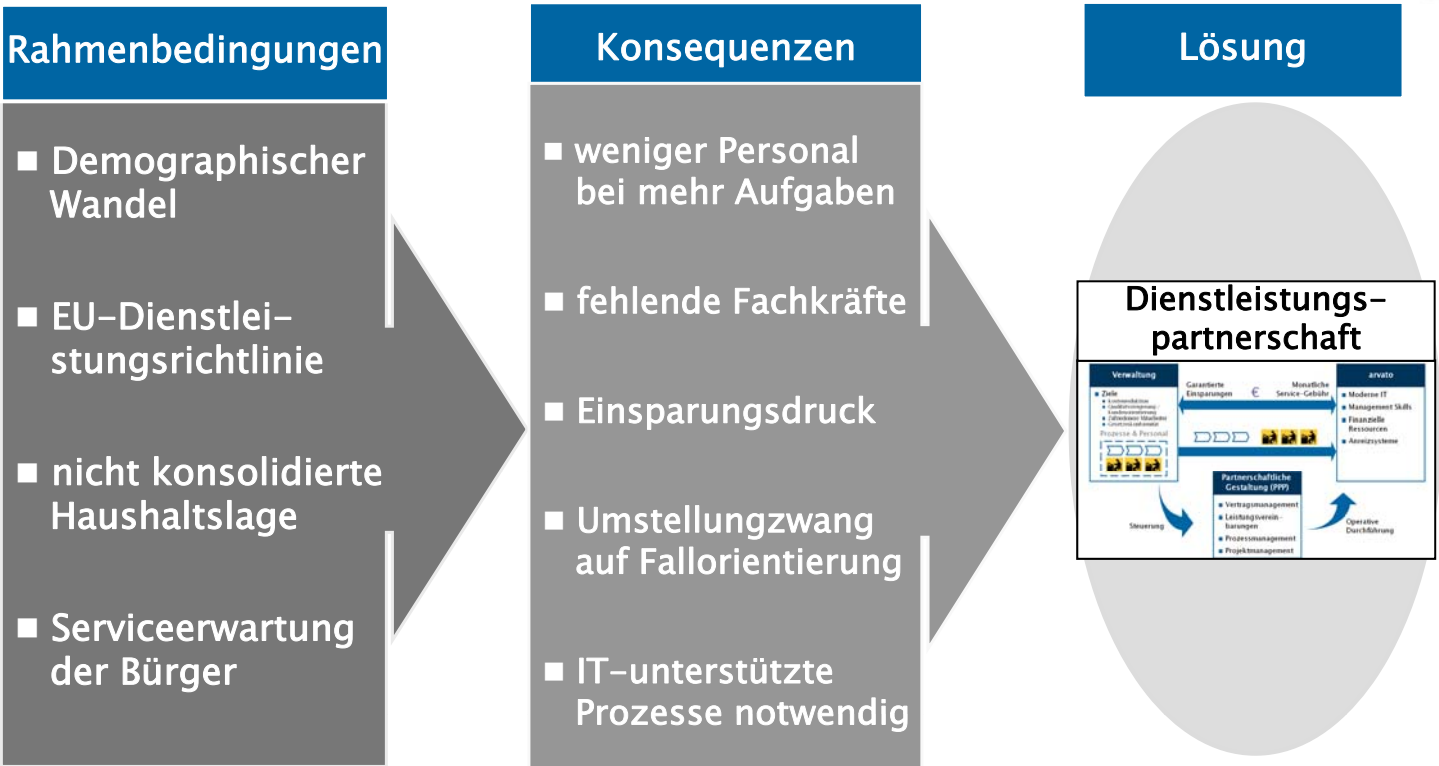 Rahmenbedingungen
■ Demographischer
Wandel
■ EU-Dienstlei-
stungsrichtlinie
■ nicht konsolidierte
Haushaltslage
■ Serviceerwartung
der Bürger
Konsequenzen
■ weniger Personal
bei mehr Aufgaben
■ fehlende Fachkräfte
■ Einsparungsdruck
■ Umstellungzwang
auf Fallorientierung
■ IT-unterstützte
Prozesse notwendig
Lösung
Dienstleistungs-
partnerschaft
Verwaltung
■ Ziele
Prozesse & Personal
Garantierte
Einsparungen
€
Monatliche
Service-Gebühr
arvato
■ Moderne IT
■ Management Skills
■ Finanzielle
Ressourcen
■ Anreizsysteme
Steuerung
Partnerschaftliche
Gestaltung (PPP)
■ Vertragsmanagement
■ Leistungsverein-
barungen
■ Prozessmanagement
■ Projektmanagement
Operative
Durchführung